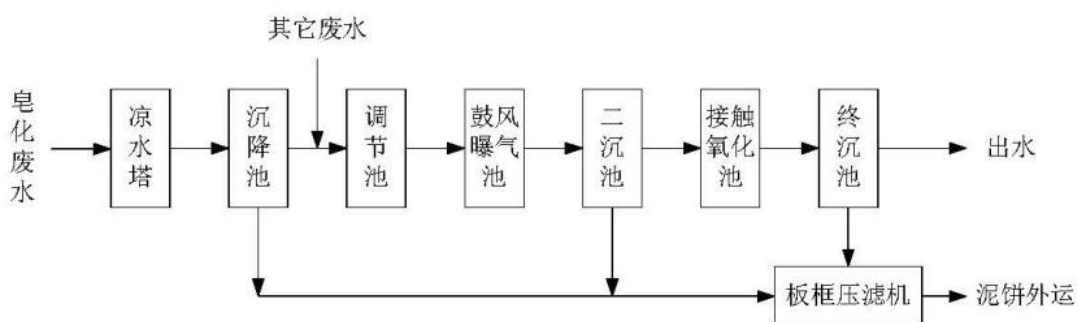 其它废水
皂化废水
凉水塔
沉降池
调节池
鼓风曝气池
二沉池
接触氧化池
终沉池
出水
板框压滤机
泥饼外运